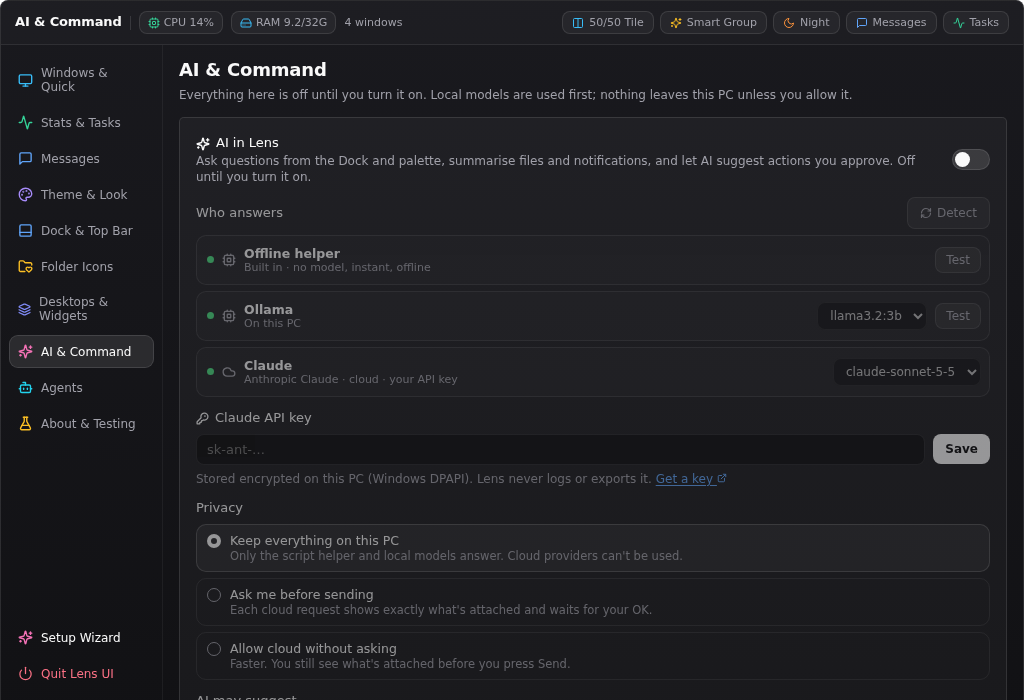 AI & Command
CPU 14%
RAM 9.2/32G
4 windows
50/50 Tile
Smart Group
Night
Messages
Tasks
Windows &
Quick
Stats & Tasks
Messages
Theme & Look
Dock & Top Bar
Folder Icons
Desktops &
Widgets
AI & Command
Agents
About & Testing
Setup Wizard
Quit Lens UI
AI & Command
Everything here is off until you turn it on. Local models are used first; nothing leaves this PC unless you allow it.
AI in Lens
Ask questions from the Dock and palette, summarise files and notifications, and let AI suggest actions you approve. Off
until you turn it on.
Who answers
Detect
Offline helper
Built in · no model, instant, offline
Test
Ollama
On this PC
llama3.2:3b
Test
Claude
Anthropic Claude · cloud · your API key
claude-sonnet-5-5
Claude API key
sk-ant-...
Save
Stored encrypted on this PC (Windows DPAPI). Lens never logs or exports it. Get a key
Privacy
Keep everything on this PC
Only the script helper and local models answer. Cloud providers can't be used.
Ask me before sending
Each cloud request shows exactly what's attached and waits for your OK.
Allow cloud without asking
Faster. You still see what's attached before you press Send.
AI may suggest